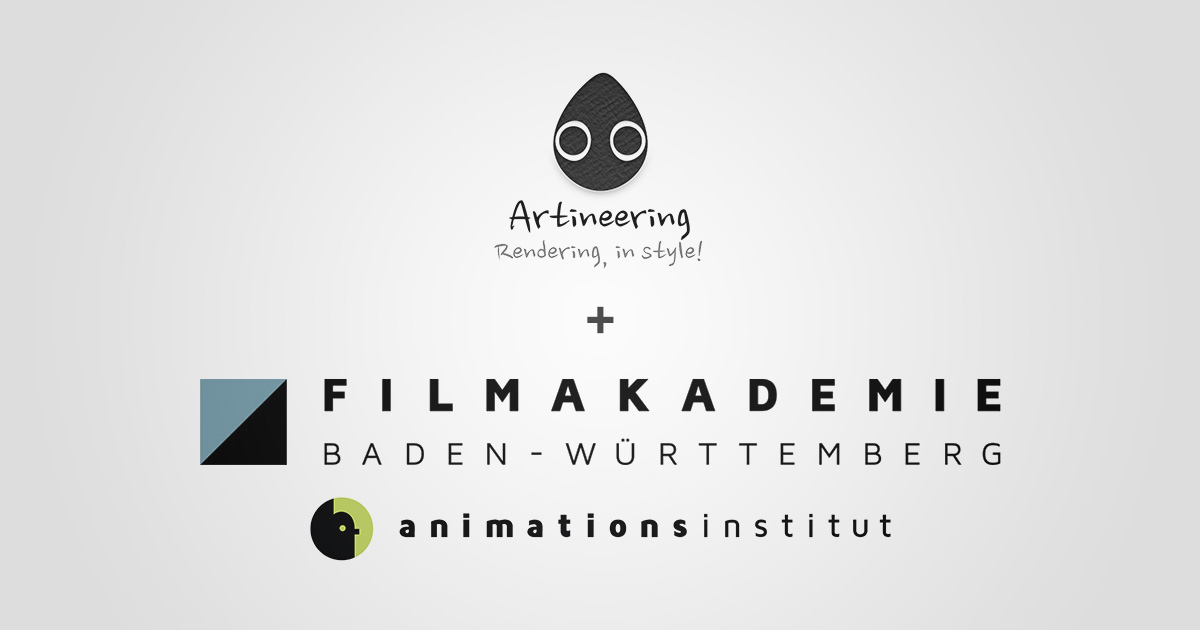 Artineering
Rendering, in style!
+
FILMAKADEMIE
BADEN-WÜRTTEMBERG
animationsinstitut